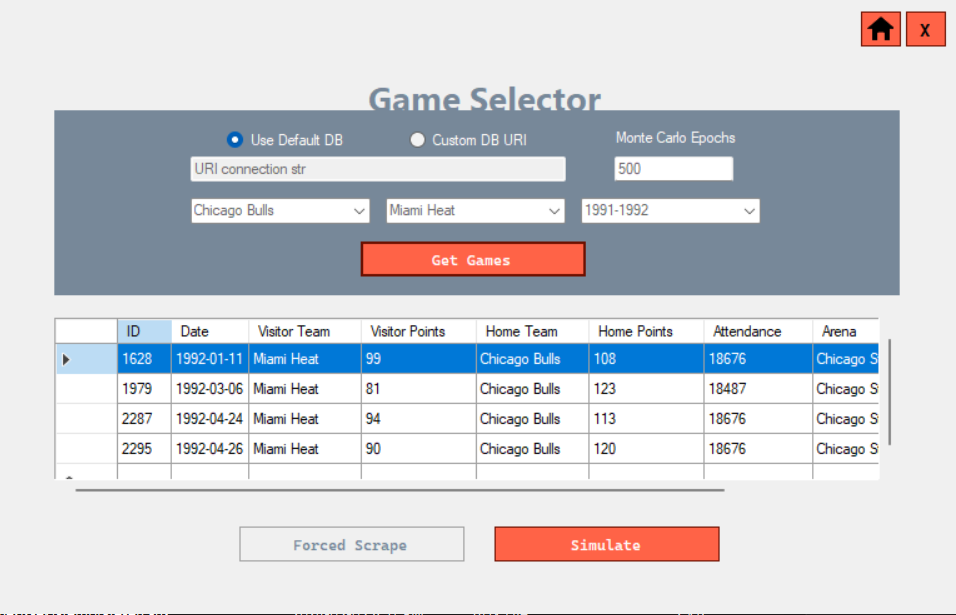 X
Game Selector
Use Default DB Custom DB URI Monte Carlo Epochs
URI connection str 500
Chicago Bulls Miami Heat 1991-1992
Get Games
ID Date Visitor Team Visitor Points Home Team Home Points Attendance Arena
1628 1992-01-11 Miami Heat 99 Chicago Bulls 108 18676 Chicago S
1979 1992-03-06 Miami Heat 81 Chicago Bulls 123 18487 Chicago S
2287 1992-04-24 Miami Heat 94 Chicago Bulls 113 18676 Chicago S
2295 1992-04-26 Miami Heat 90 Chicago Bulls 120 18676 Chicago S
Forced Scrape Simulate